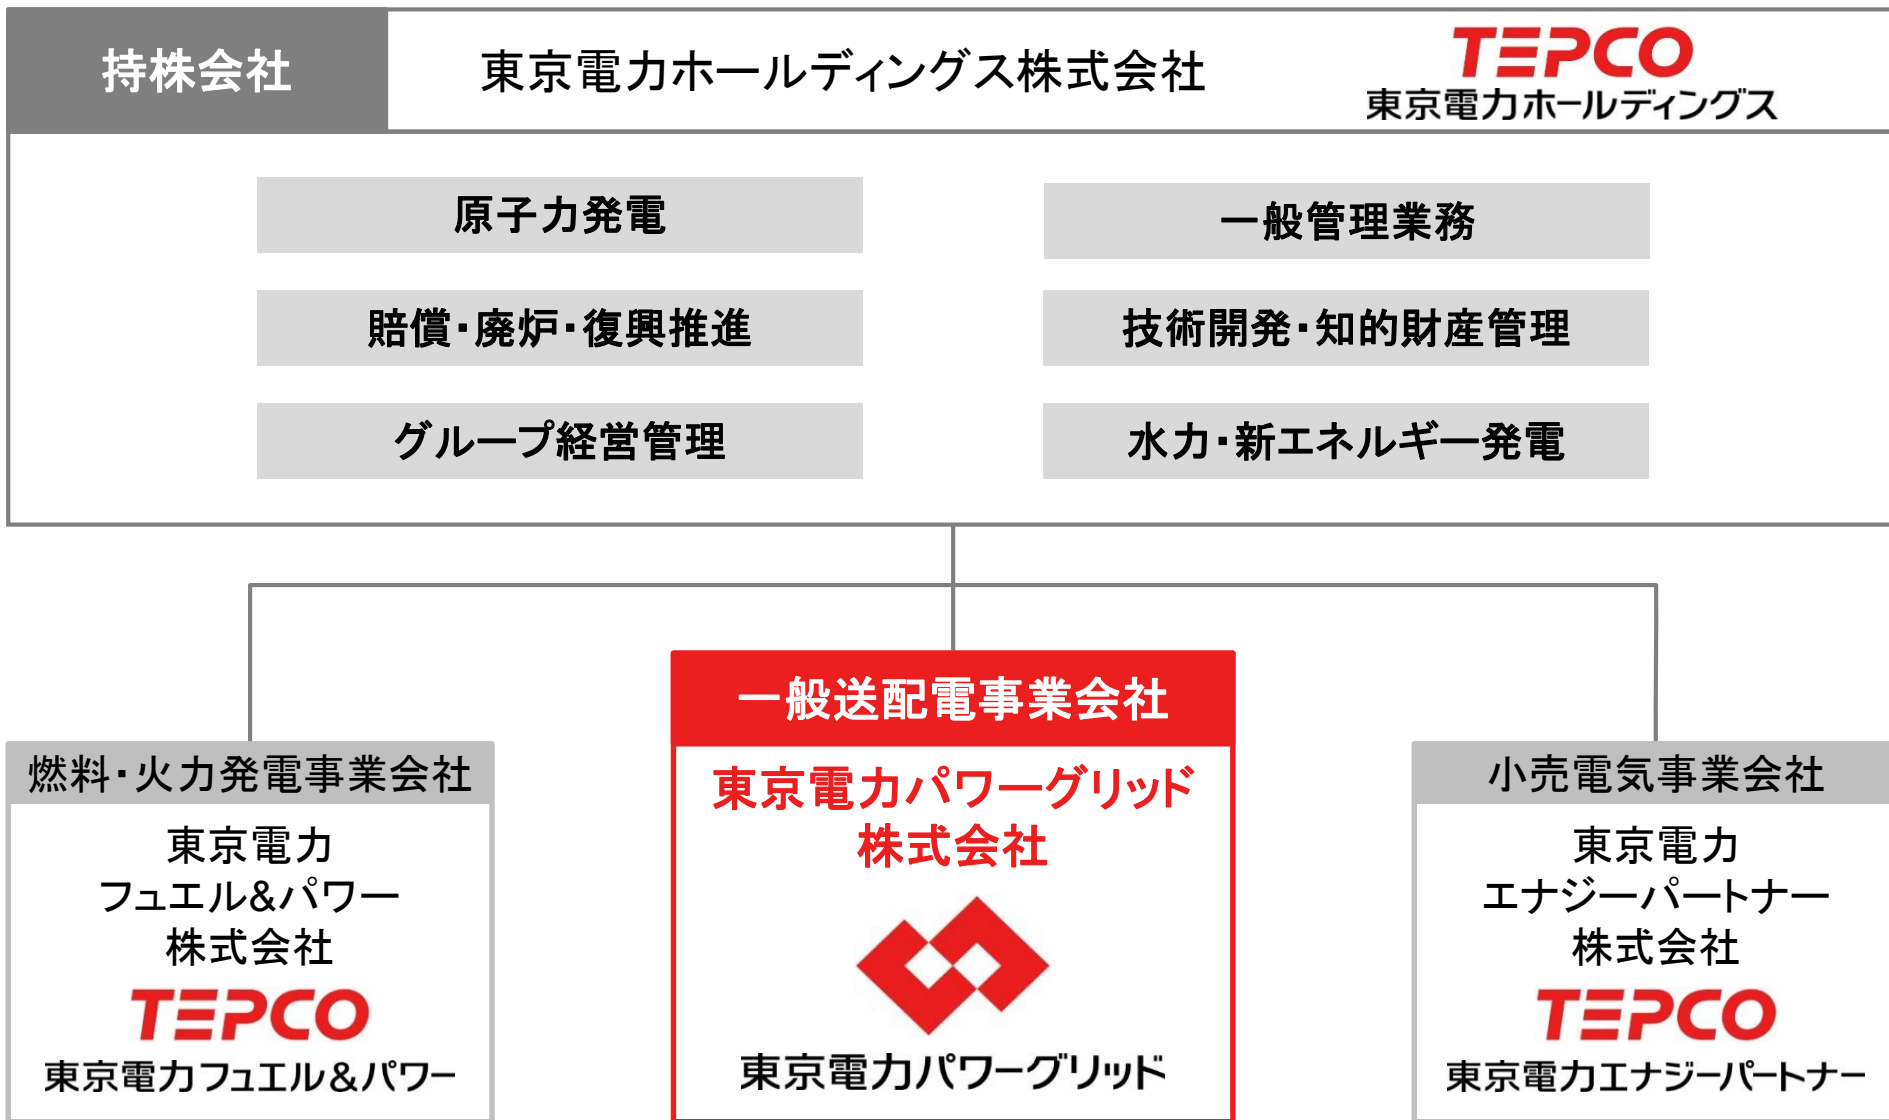 持株会社
東京電力ホールディングス株式会社
TEPCO
東京電力ホールディングス
原子力発電
一般管理業務
賠償・廃炉・復興推進
技術開発・知的財産管理
グループ経営管理
水力・新エネルギー発電
一般送配電事業会社
東京電力パワーグリッド
株式会社
東京電力パワーグリッド
燃料・火力発電事業会社
東京電力
フュエル&パワー
株式会社
TEPCO
東京電力フュエル&パワー
小売電気事業会社
東京電力
エナジーパートナー
株式会社
TEPCO
東京電力エナジーパートナー